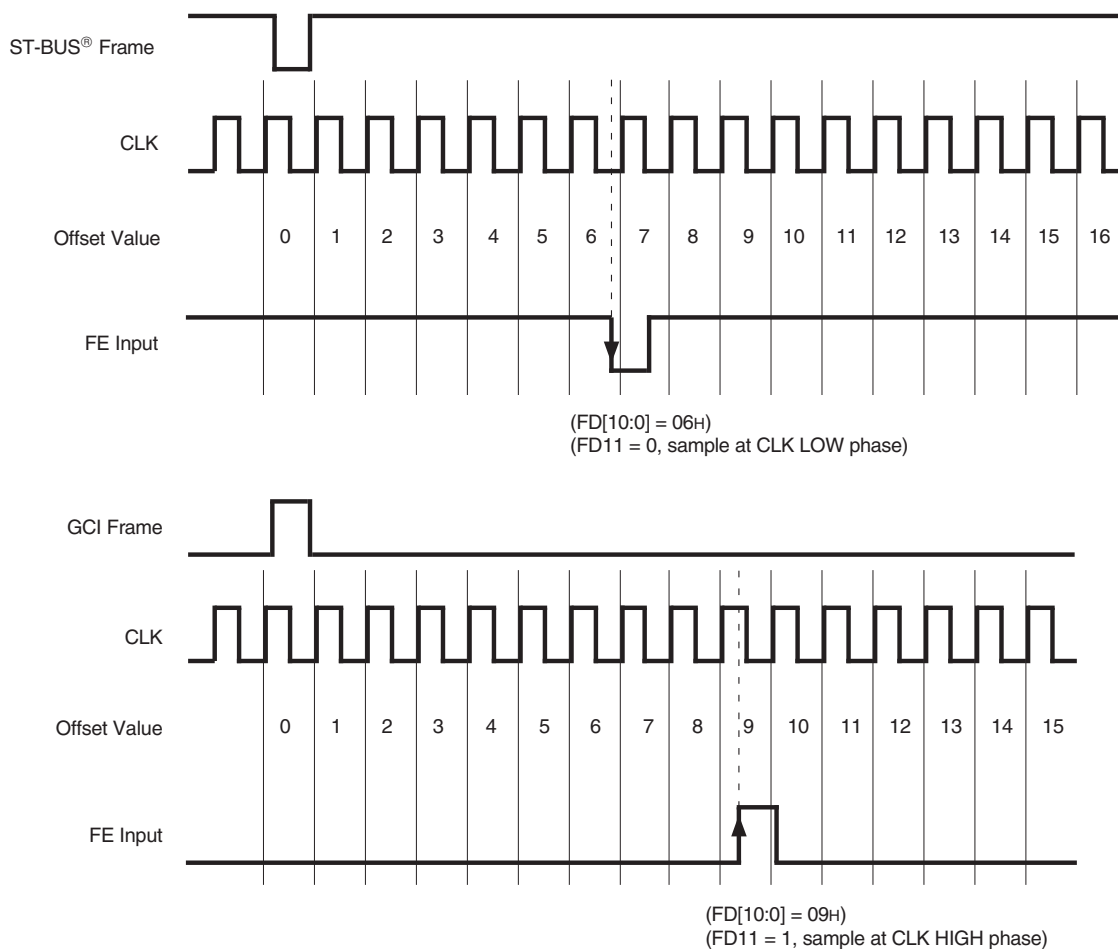 ST-BUS® Frame
CLK
Offset Value 0 1 2 3 4 5 6 7 8 9 10 11 12 13 14 15 16
FE Input
(FD[10:0] = 06H)
(FD11 = 0, sample at CLK LOW phase)
GCI Frame
CLK
Offset Value 0 1 2 3 4 5 6 7 8 9 10 11 12 13 14 15
FE Input
(FD[10:0] = 09H)
(FD11 = 1, sample at CLK HIGH phase)